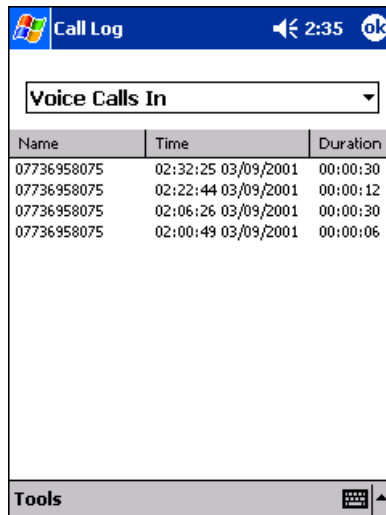 Call Log 2:35 ok
Voice Calls In
Name Time Duration
07736958075 02:32:25 03/09/2001 00:00:30
07736958075 02:22:44 03/09/2001 00:00:12
07736958075 02:06:26 03/09/2001 00:00:30
07736958075 02:00:49 03/09/2001 00:00:06
Tools